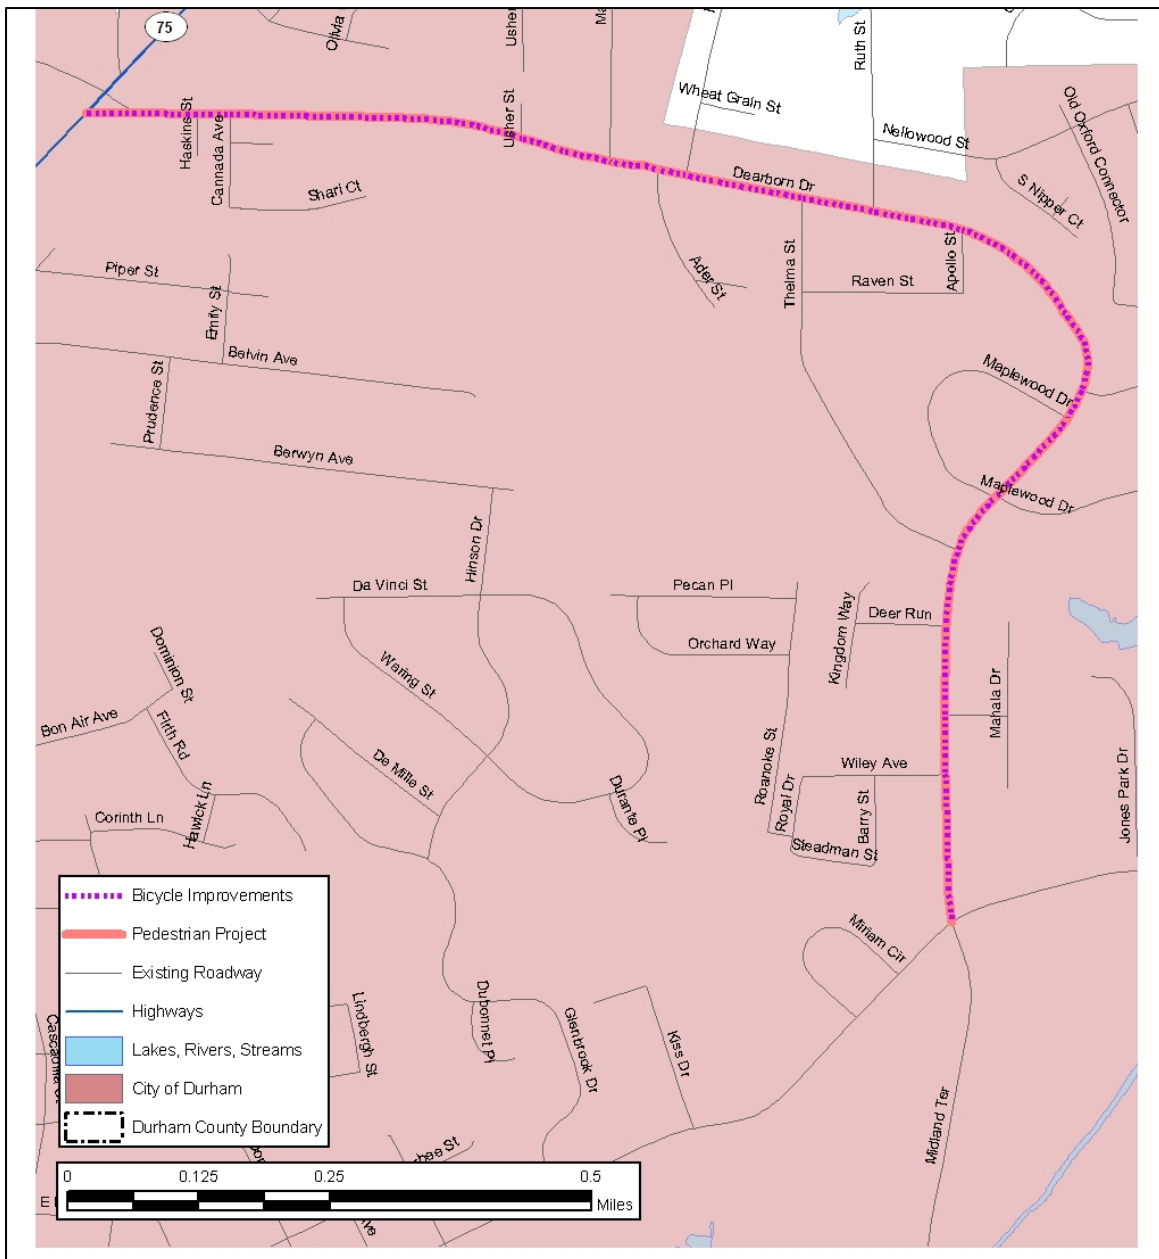 75
Olivia
Usher
Ma
Ruth St
Wheat Grain St
Haskins St
Cannada Ave
Usher St
Nellowood St
Old Oxford Connector
Dearborn Dr
S Nipper Ct
Shari Ct
Piper St
Emily St
Ader St
Thelma St
Raven St
Apollo St
Belvin Ave
Prudence St
Maplewood Dr
Berwyn Ave
Maplewood Dr
Hinson Dr
Da Vinci St
Pecan Pl
Kingdom Way
Deer Run
Orchard Way
Dominion St
Waring St
Mahala Dr
Bon Air Ave
Firth Rd
De Mille St
Roanoke St
Wiley Ave
Royal Dr
Barry St
Durante Pl
Jones Park Dr
Corinth Ln
Hawick Ln
Steadman St
Miriam Cir
Bicycle Improvements
Pedestrian Project
Existing Roadway
Highways
Lakes, Rivers, Streams
City of Durham
Durham County Boundary
Lindbergh St
Dubonnet Pl
Glenbrook Dr
Kiss Dr
Midland Ter
0 0.125 0.25 0.5
Miles